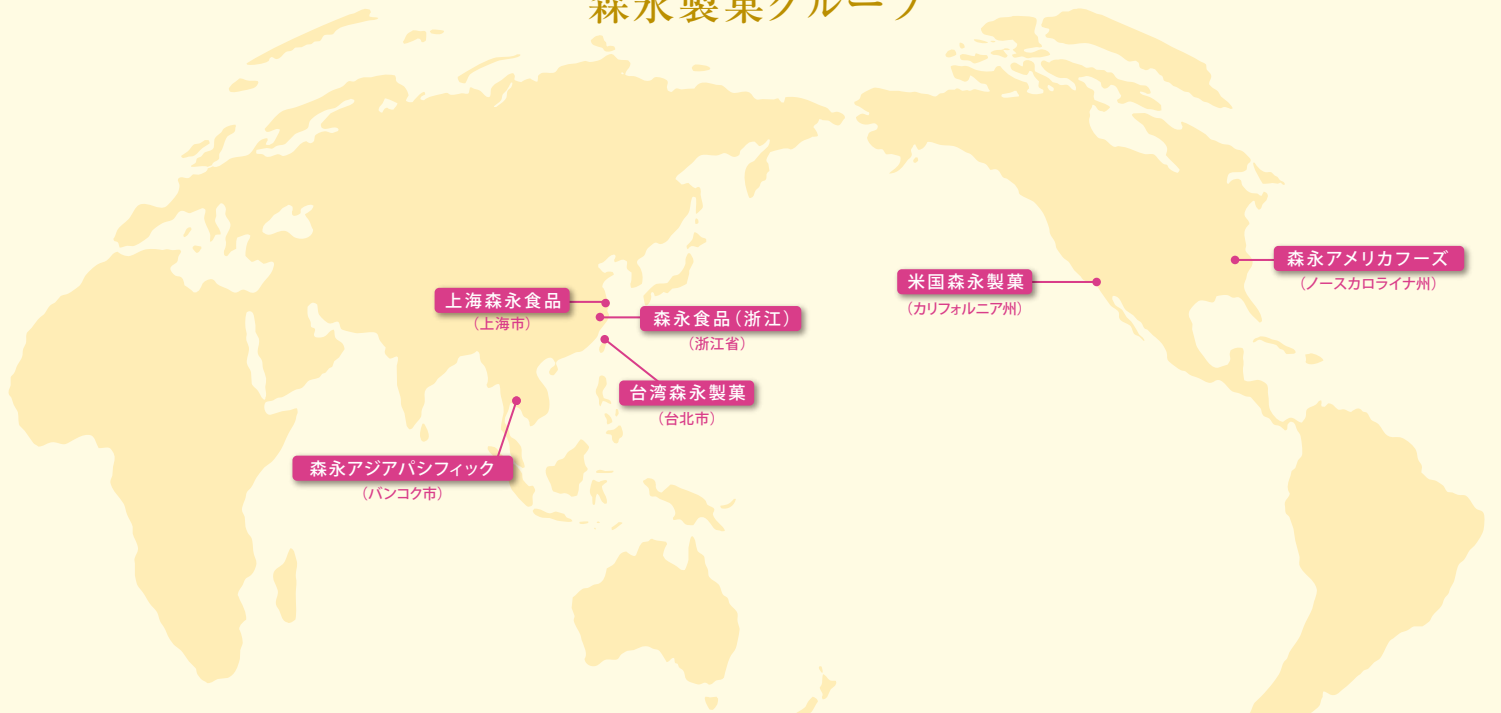 森永製菓グループ
森永アメリカフーズ
(ノースカロライナ州)
米国森永製菓
(カリフォルニア州)
上海森永食品
(上海市)
森永食品(浙江)
(浙江省)
台湾森永製菓
(台北市)
森永アジアパシフィック
(バンコク市)